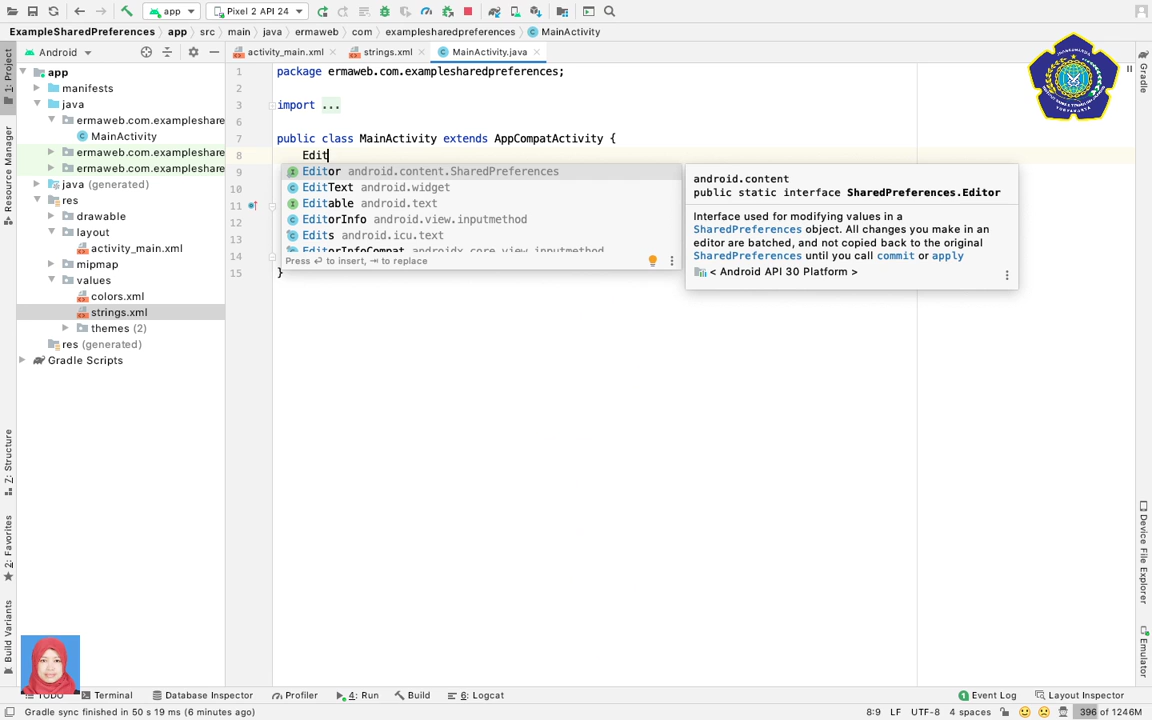 app
Pixel 2 API 24
ExampleSharedPreferences
app
src
main
java
ermaweb
com
examplesharedpreferences
MainActivity
Android
activity_main.xml
strings.xml
MainActivity.java
1: Project
Resource Manager
Z: Structure
2: Favorites
Build Variants
app
manifests
java
ermaweb.com.exampleshare
MainActivity
ermaweb.com.exampleshare
ermaweb.com.exampleshare
java (generated)
res
drawable
layout
activity_main.xml
mipmap
values
colors.xml
strings.xml
themes (2)
res (generated)
Gradle Scripts
1 package ermaweb.com.examplesharedpreferences;
2
3 import ...
6
7 public class MainActivity extends AppCompatActivity {
8 Edit
9
10
11
12
13
14
15 }
Editor android.content.SharedPreferences
EditText android.widget
Editable android.text
EditorInfo android.view.inputmethod
Edits android.icu.text
EditorInfoCompat androidx.core.view.inputmethod
Press ⏎ to insert, ⇥ to replace
android.content
public static interface SharedPreferences.Editor
Interface used for modifying values in a
SharedPreferences object. All changes you make in an
editor are batched, and not copied back to the original
SharedPreferences until you call commit or apply
< Android API 30 Platform >
Gradle
Device File Explorer
Emulator
TODO
Terminal
Database Inspector
Profiler
4: Run
Build
6: Logcat
1 Event Log
Layout Inspector
Gradle sync finished in 50 s 19 ms (6 minutes ago)
8:9 LF UTF-8 4 spaces
396 of 1246M